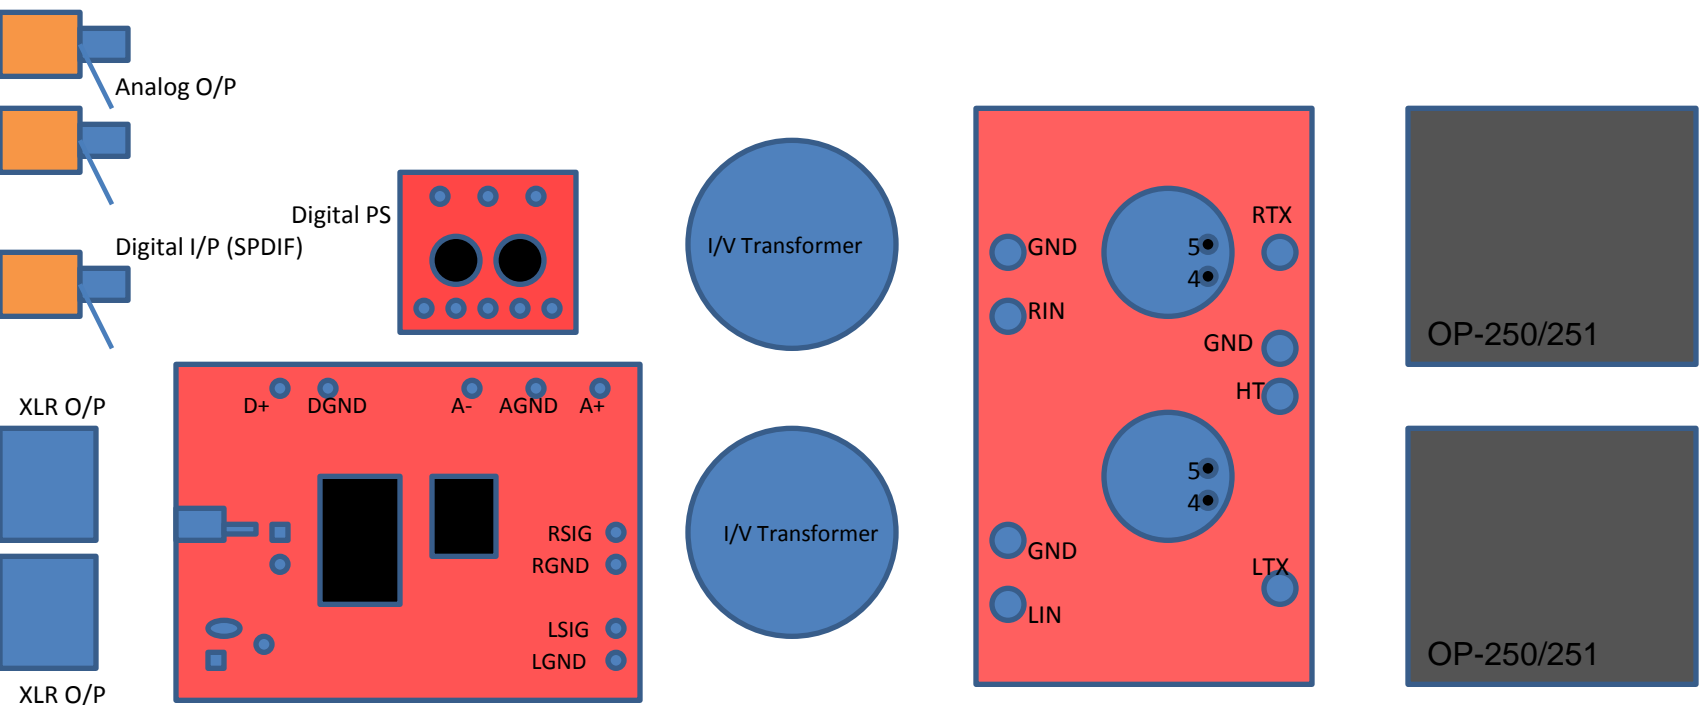 Analog O/P
Digital PS
Digital I/P (SPDIF)
XLR O/P
XLR O/P
D+ DGND A- AGND A+
RSIG
RGND
LSIG
LGND
I/V Transformer
I/V Transformer
GND
RIN
5
4
RTX
GND
HT
5
4
GND
LIN
LTX
OP-250/251
OP-250/251